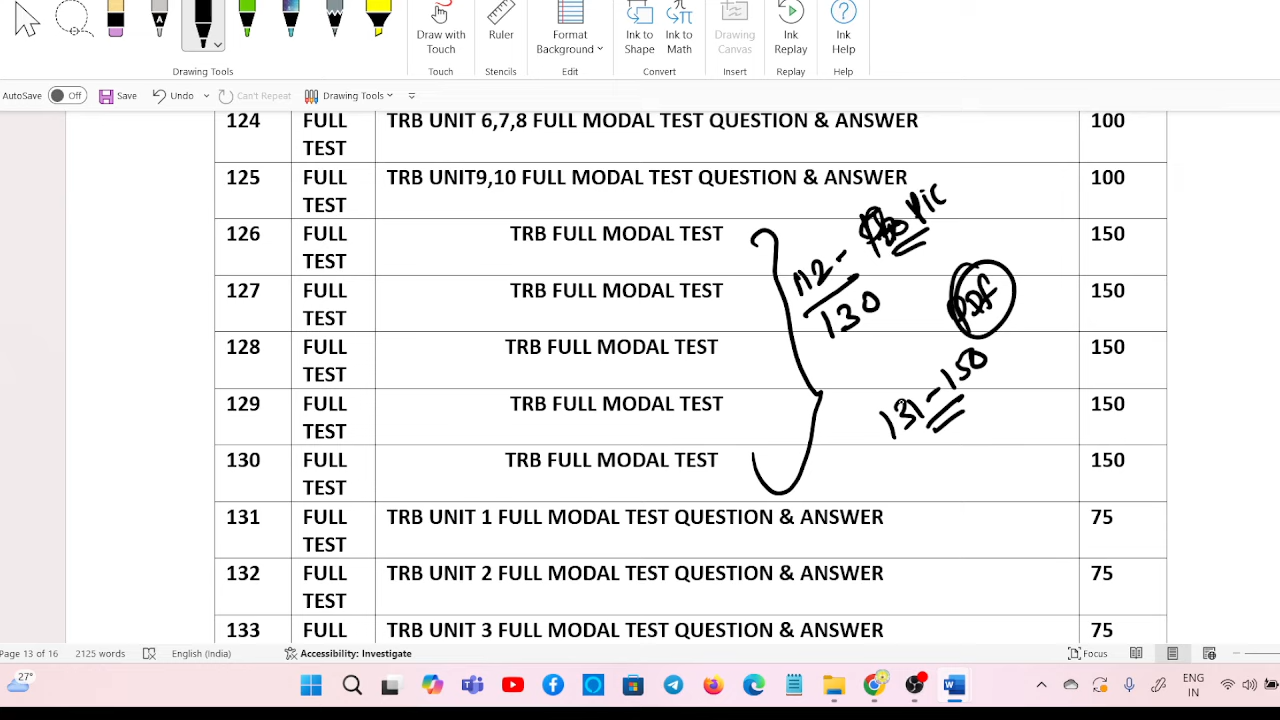 Draw with Touch
Ruler
Format Background
Ink to Shape
Ink to Math
Drawing Canvas
Ink Replay
Ink Help
Drawing Tools
Touch
Stencils
Edit
Convert
Insert
Replay
Help
AutoSave Off Save Undo Can't Repeat Drawing Tools
124 FULL TEST TRB UNIT 6,7,8 FULL MODAL TEST QUESTION & ANSWER 100
125 FULL TEST TRB UNIT9,10 FULL MODAL TEST QUESTION & ANSWER 100
126 FULL TEST TRB FULL MODAL TEST 150
127 FULL TEST TRB FULL MODAL TEST 150
128 FULL TEST TRB FULL MODAL TEST 150
129 FULL TEST TRB FULL MODAL TEST 150
130 FULL TEST TRB FULL MODAL TEST 150
112 - Pic
130
PDF
131-150
131 FULL TEST TRB UNIT 1 FULL MODAL TEST QUESTION & ANSWER 75
132 FULL TEST TRB UNIT 2 FULL MODAL TEST QUESTION & ANSWER 75
133 FULL TRB UNIT 3 FULL MODAL TEST QUESTION & ANSWER 75
Page 13 of 16 2125 words English (India) Accessibility: Investigate Focus
27° ENG IN